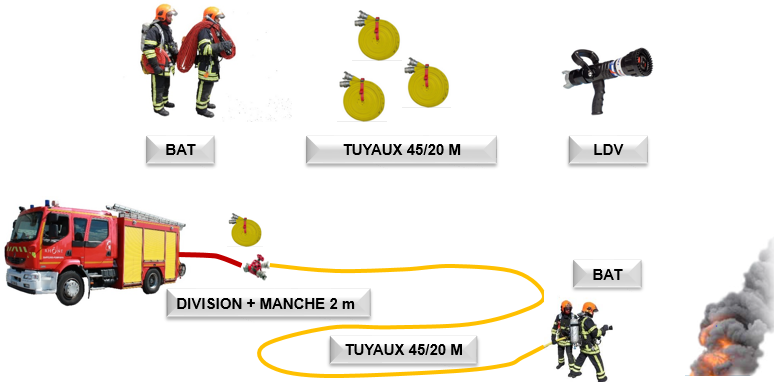 BAT
TUYAUX 45/20 M
LDV
BAT
DIVISION + MANCHE 2 m
TUYAUX 45/20 M